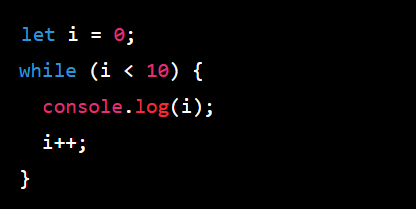 let i = 0;
while (i < 10) {
  console.log(i);
  i++;
}